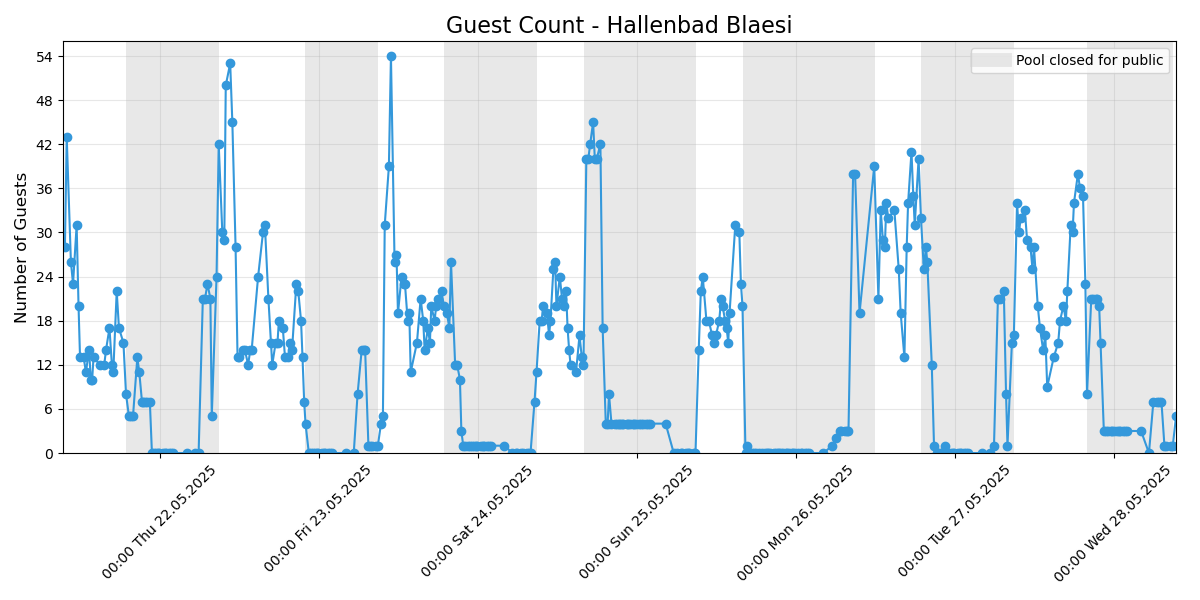 Guest Count - Hallenbad Blaesi
Pool closed for public
Number of Guests
54
48
42
36
30
24
18
12
6
0
00:00 Thu 22.05.2025
00:00 Fri 23.05.2025
00:00 Sat 24.05.2025
00:00 Sun 25.05.2025
00:00 Mon 26.05.2025
00:00 Tue 27.05.2025
00:00 Wed 28.05.2025